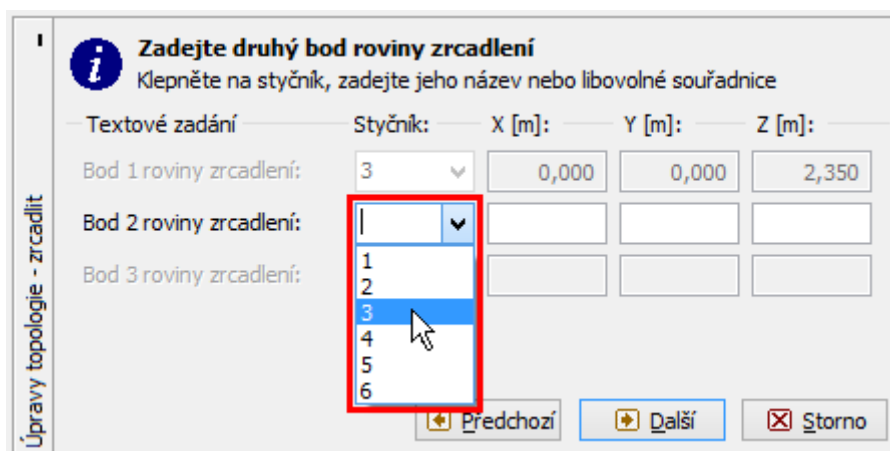 Zadejte druhý bod roviny zrcadlení
Klepněte na styčník, zadejte jeho název nebo libovolné souřadnice
Textové zadání Styčník: X [m]: Y [m]: Z [m]:
Bod 1 roviny zrcadlení: 3 0,000 0,000 2,350
Bod 2 roviny zrcadlení:
Bod 3 roviny zrcadlení:
1
2
3
4
5
6
Předchozí Další Storno
Úpravy topologie - zrcadlit